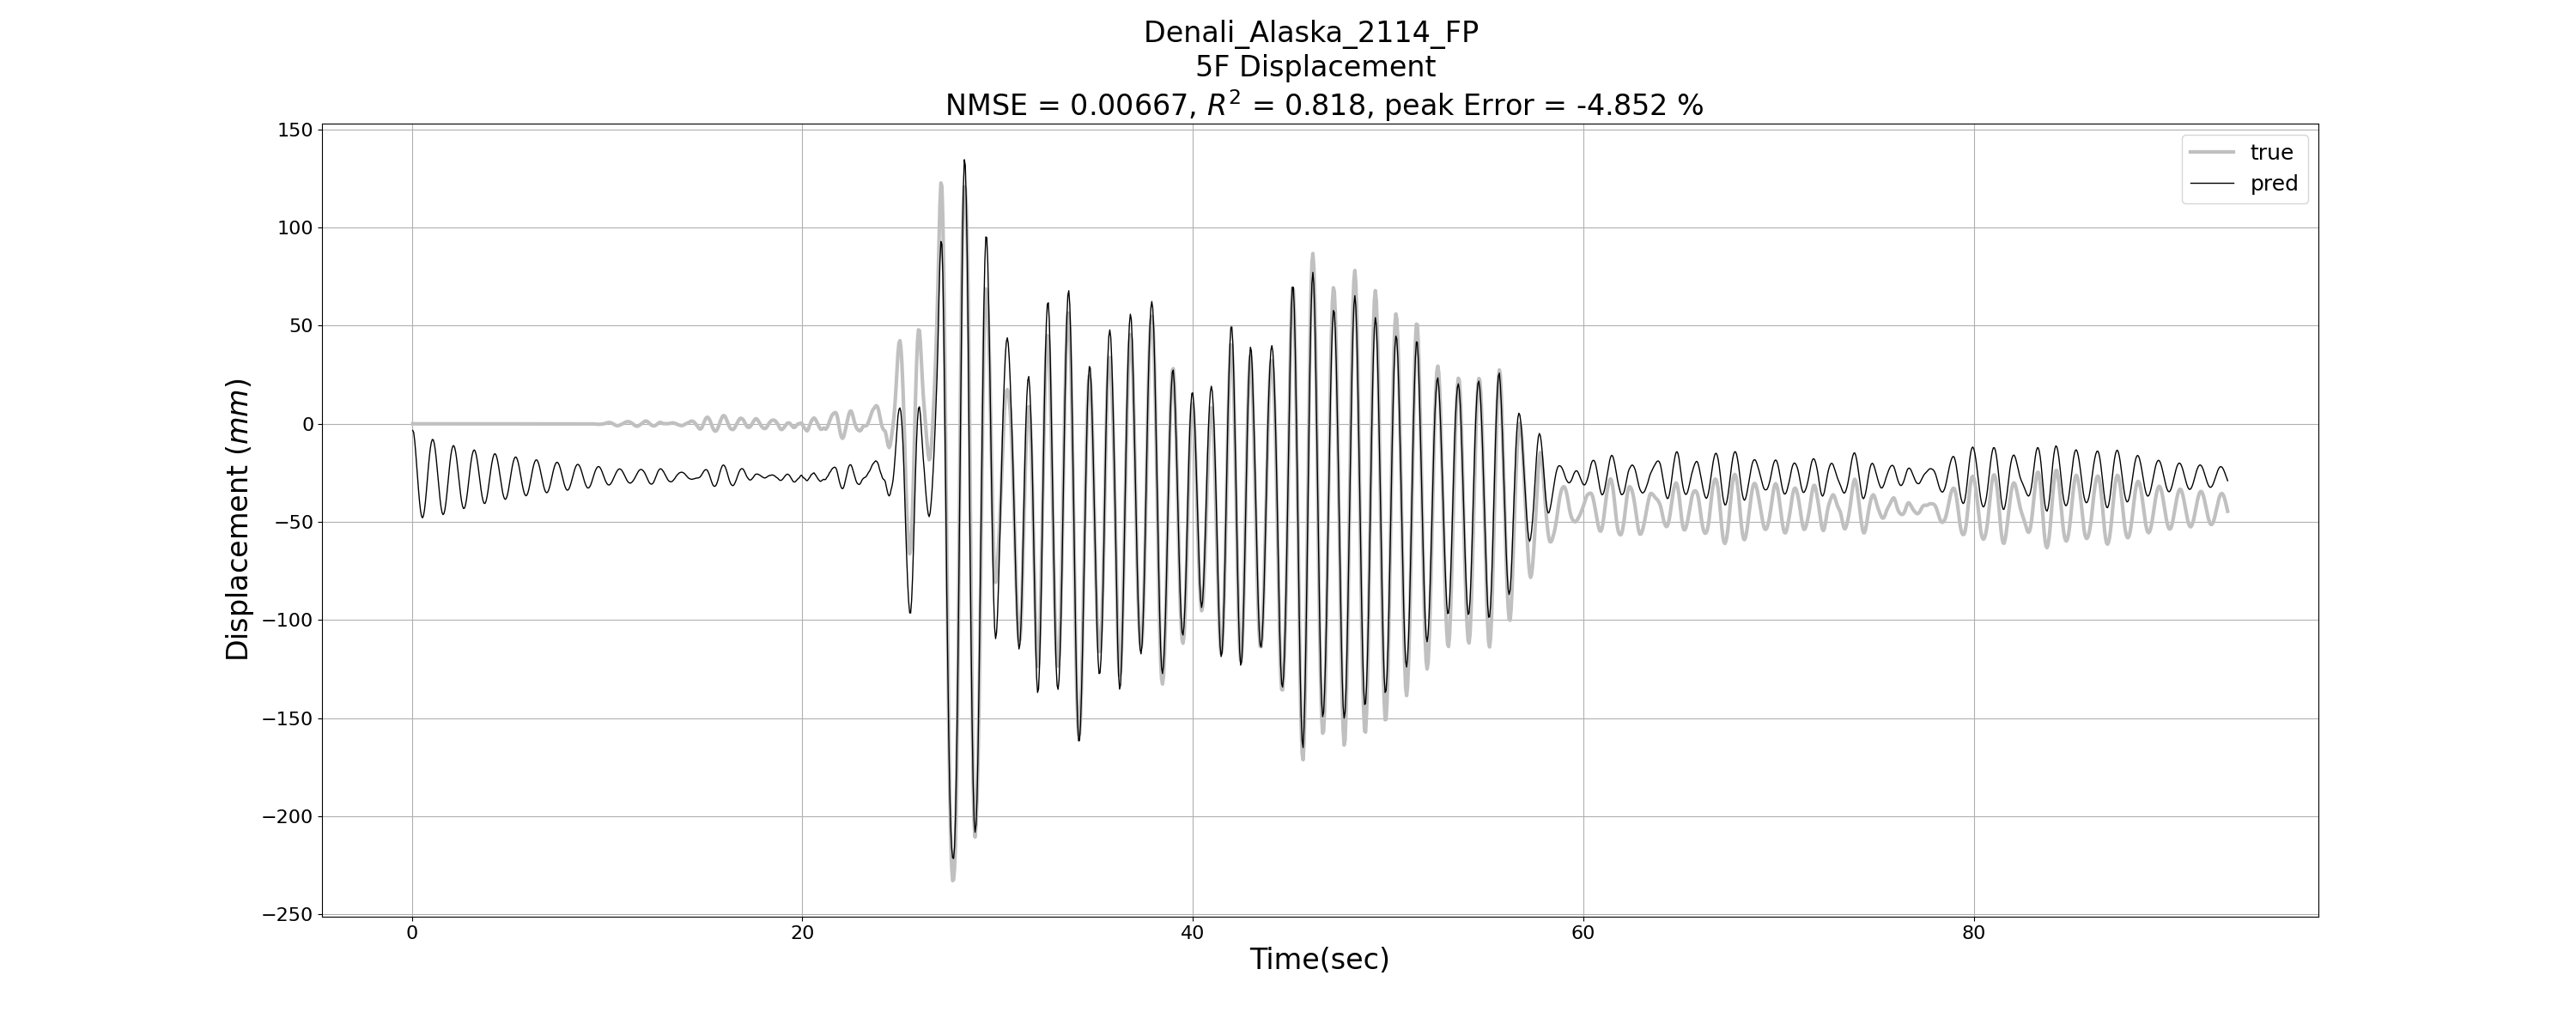 Denali_Alaska_2114_FP
5F Displacement
NMSE = 0.00667, R² = 0.818, peak Error = -4.852 %
true
pred
150
100
50
0
−50
−100
−150
−200
−250
Displacement (mm)
0 20 40 60 80
Time(sec)